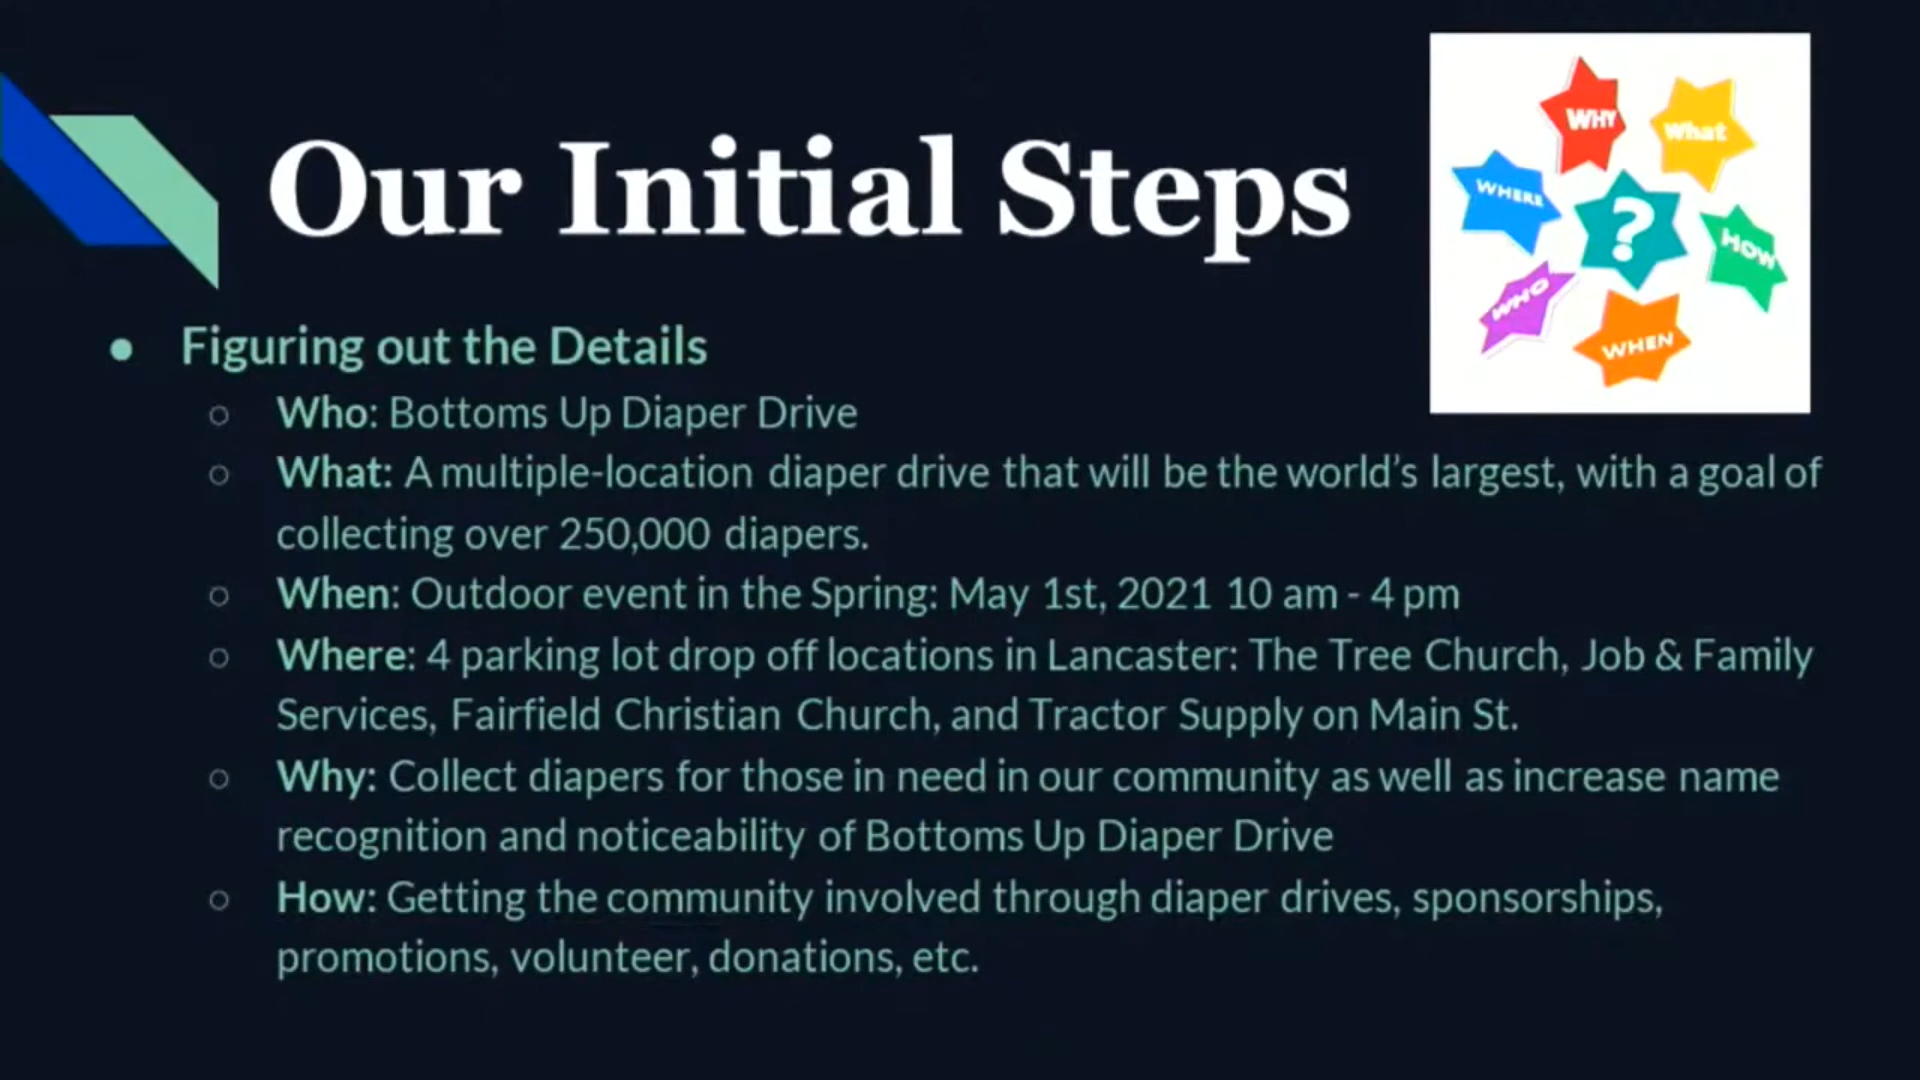 Our Initial Steps
WHY
What
WHERE
?
HOW
WHO
WHEN
● Figuring out the Details
○ Who: Bottoms Up Diaper Drive
○ What: A multiple-location diaper drive that will be the world’s largest, with a goal of
collecting over 250,000 diapers.
○ When: Outdoor event in the Spring: May 1st, 2021 10 am - 4 pm
○ Where: 4 parking lot drop off locations in Lancaster: The Tree Church, Job & Family
Services, Fairfield Christian Church, and Tractor Supply on Main St.
○ Why: Collect diapers for those in need in our community as well as increase name
recognition and noticeability of Bottoms Up Diaper Drive
○ How: Getting the community involved through diaper drives, sponsorships,
promotions, volunteer, donations, etc.